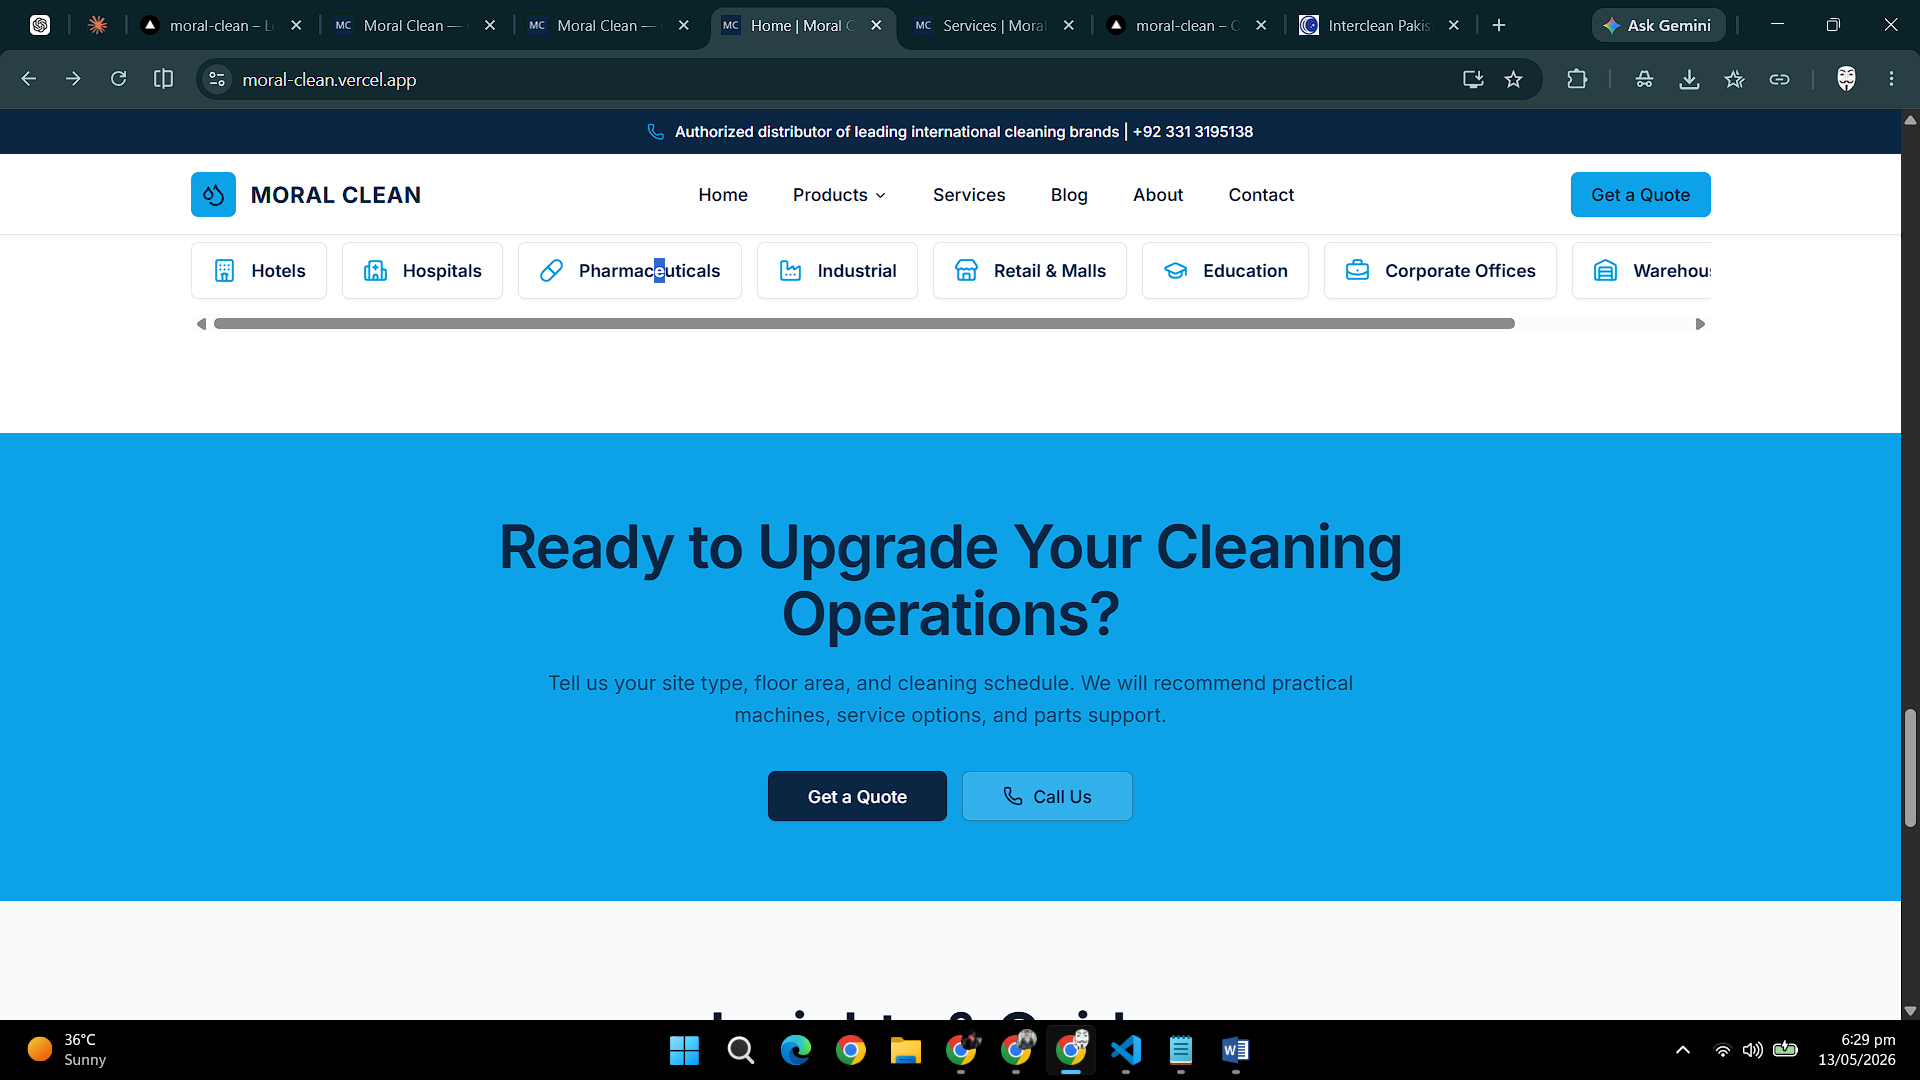 moral-clean – Lo
Moral Clean —
Moral Clean —
Home | Moral C
Services | Moral
moral-clean – O
Interclean Pakis
Ask Gemini
moral-clean.vercel.app
Authorized distributor of leading international cleaning brands | +92 331 3195138
MORAL CLEAN
Home
Products
Services
Blog
About
Contact
Get a Quote
Hotels
Hospitals
Pharmaceuticals
Industrial
Retail & Malls
Education
Corporate Offices
Warehous
Ready to Upgrade Your Cleaning
Operations?
Tell us your site type, floor area, and cleaning schedule. We will recommend practical
machines, service options, and parts support.
Get a Quote
Call Us
36°C
Sunny
6:29 pm
13/05/2026